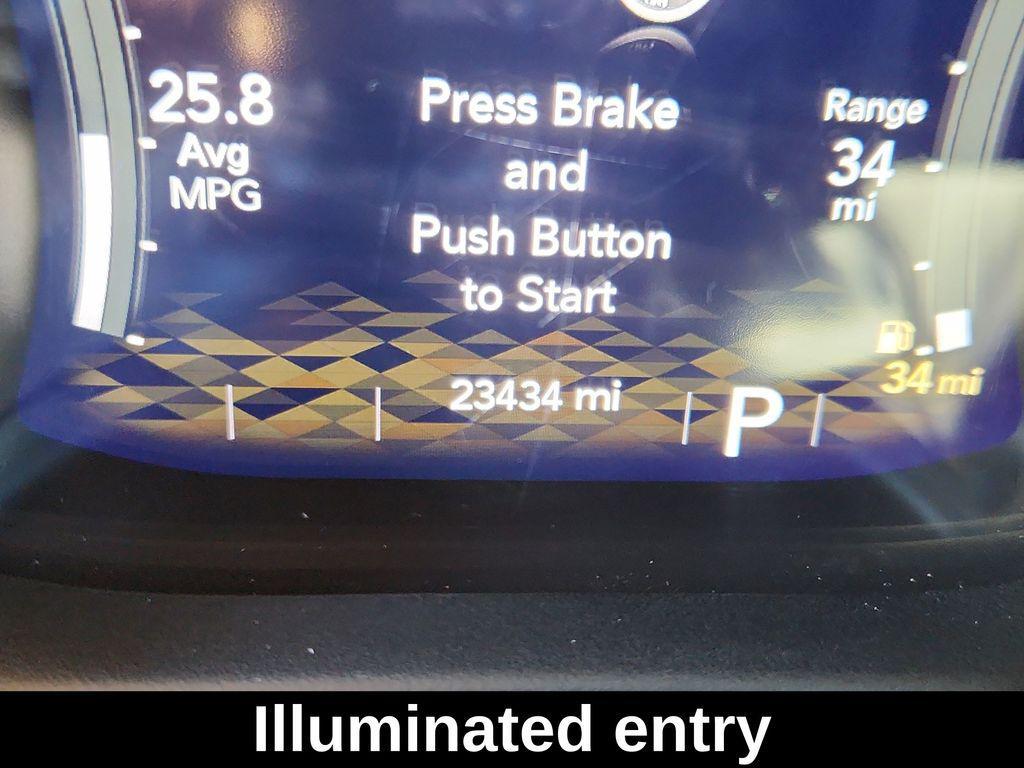 25.8
Avg
MPG
Press Brake
and
Push Button
to Start
Range
34
mi
34 mi
23434 mi
P
Illuminated entry